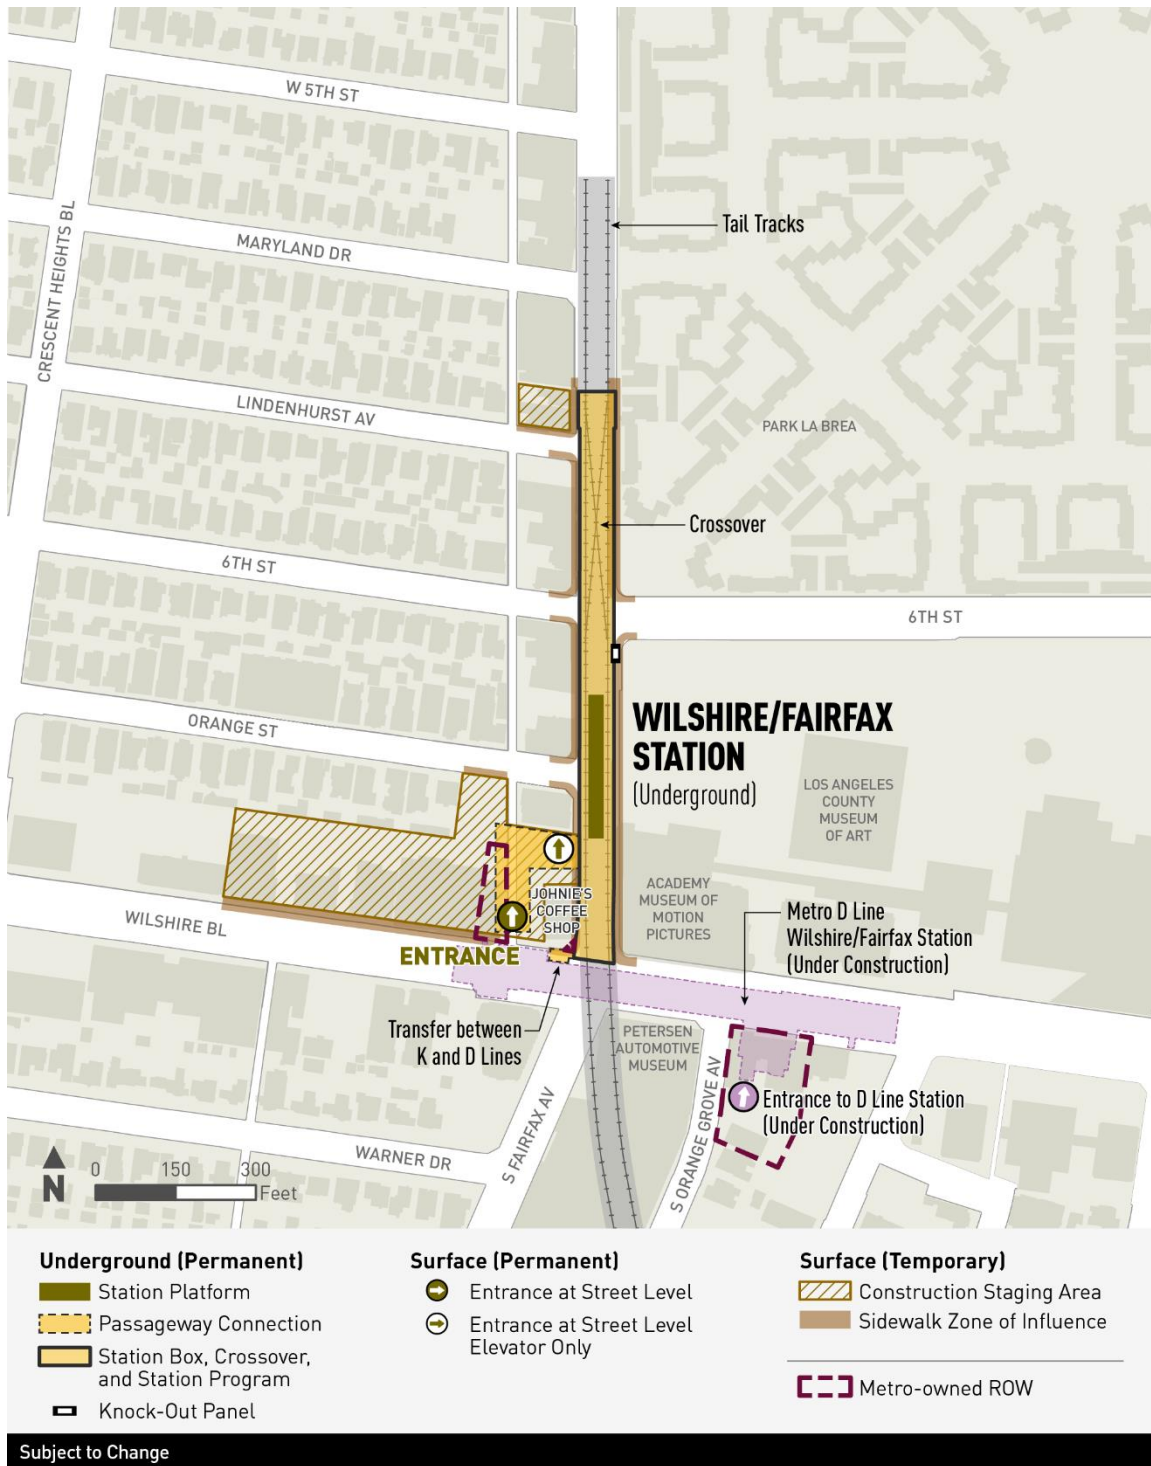 W 5TH ST
Tail Tracks
MARYLAND DR
CRESCENT HEIGHTS BL
LINDENHURST AV
PARK LA BREA
Crossover
6TH ST
6TH ST
WILSHIRE/FAIRFAX
STATION
(Underground)
ORANGE ST
LOS ANGELES
COUNTY
MUSEUM
OF ART
JOHNIE'S
COFFEE
SHOP
ACADEMY
MUSEUM OF
MOTION
PICTURES
WILSHIRE BL
ENTRANCE
Metro D Line
Wilshire/Fairfax Station
(Under Construction)
Transfer between
K and D Lines
PETERSEN
AUTOMOTIVE
MUSEUM
S FAIRFAX AV
S ORANGE GROVE AV
Entrance to D Line Station
(Under Construction)
WARNER DR
N
0 150 300
Feet
Underground (Permanent)
Station Platform
Passageway Connection
Station Box, Crossover,
and Station Program
Knock-Out Panel
Surface (Permanent)
Entrance at Street Level
Entrance at Street Level
Elevator Only
Surface (Temporary)
Construction Staging Area
Sidewalk Zone of Influence
Metro-owned ROW
Subject to Change